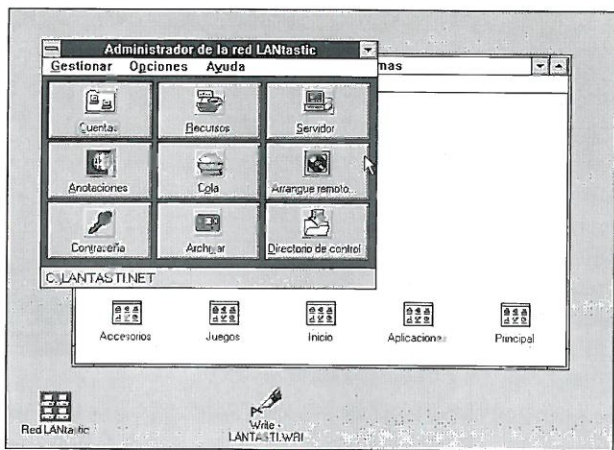 Administrador de la red LANtastic
Gestionar Opciones Ayuda
mas
Cuentas Recursos Servidor
Anotaciones Cola Arranque remoto...
Contraseña Archivar Directorio de control
C:\LANTASTI.NET
Accesorios Juegos Inicio Aplicaciones Principal
Red LANtastic
Write -
LANTASTI.WRI